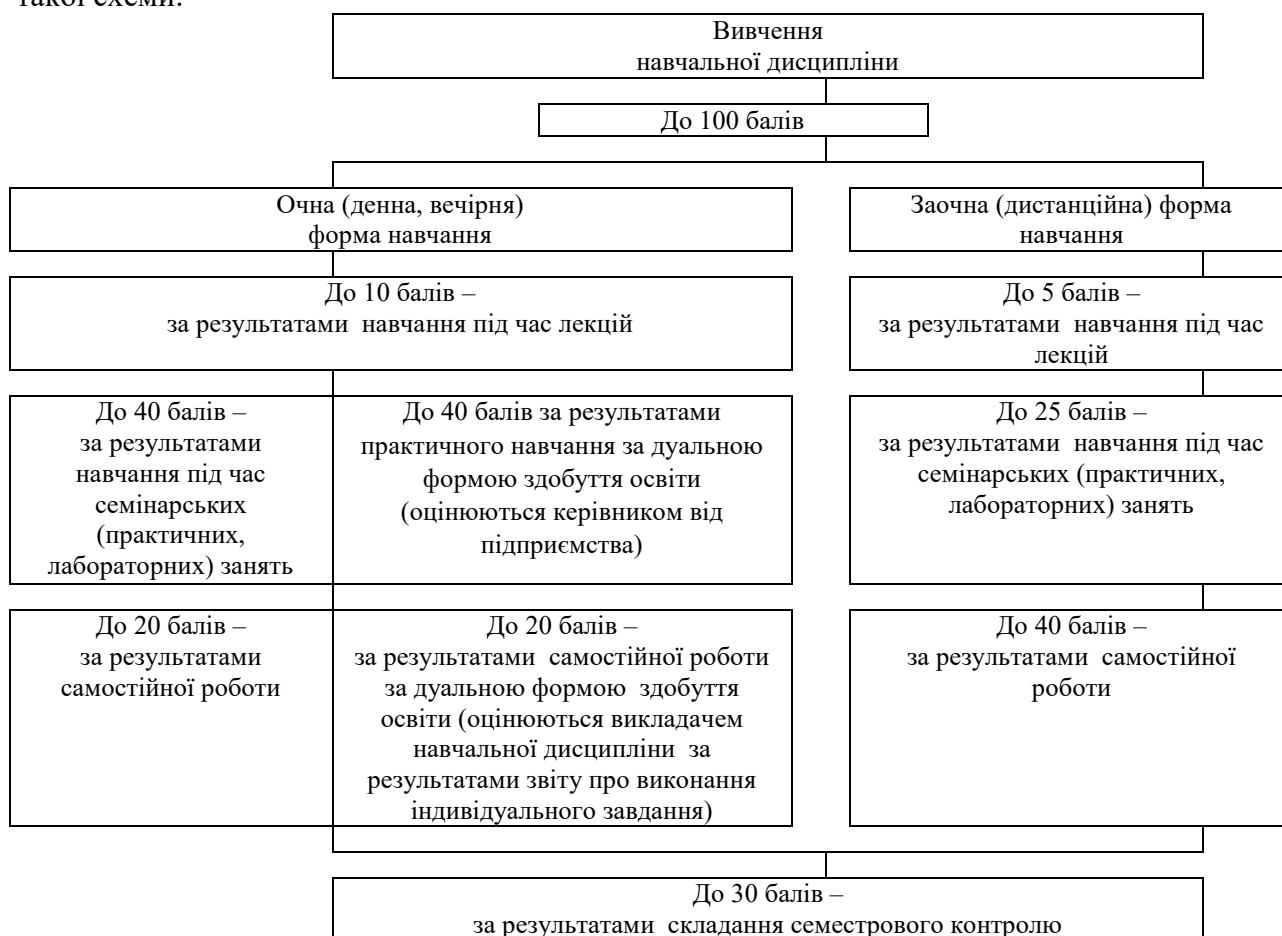 такої схеми:
Вивчення
навчальної дисципліни
До 100 балів
Очна (денна, вечірня)
форма навчання
Заочна (дистанційна) форма
навчання
До 10 балів –
за результатами навчання під час лекцій
До 5 балів –
за результатами навчання під час
лекцій
До 40 балів –
за результатами
навчання під час
семінарських
(практичних,
лабораторних) занять
До 40 балів за результатами
практичного навчання за дуальною
формою здобуття освіти
(оцінюються керівником від
підприємства)
До 25 балів –
за результатами навчання під час
семінарських (практичних,
лабораторних) занять
До 20 балів –
за результатами
самостійної роботи
До 20 балів –
за результатами самостійної роботи
за дуальною формою здобуття
освіти (оцінюються викладачем
навчальної дисципліни за
результатами звіту про виконання
індивідуального завдання)
До 40 балів –
за результатами самостійної
роботи
До 30 балів –
за результатами складання семестрового контролю